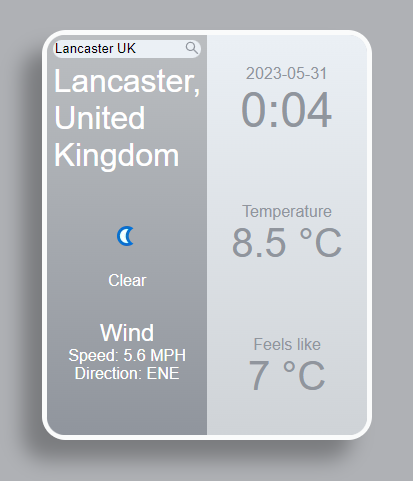 Lancaster UK
Lancaster,
United
Kingdom
Clear
Wind
Speed: 5.6 MPH
Direction: ENE
2023-05-31
0:04
Temperature
8.5 °C
Feels like
7 °C